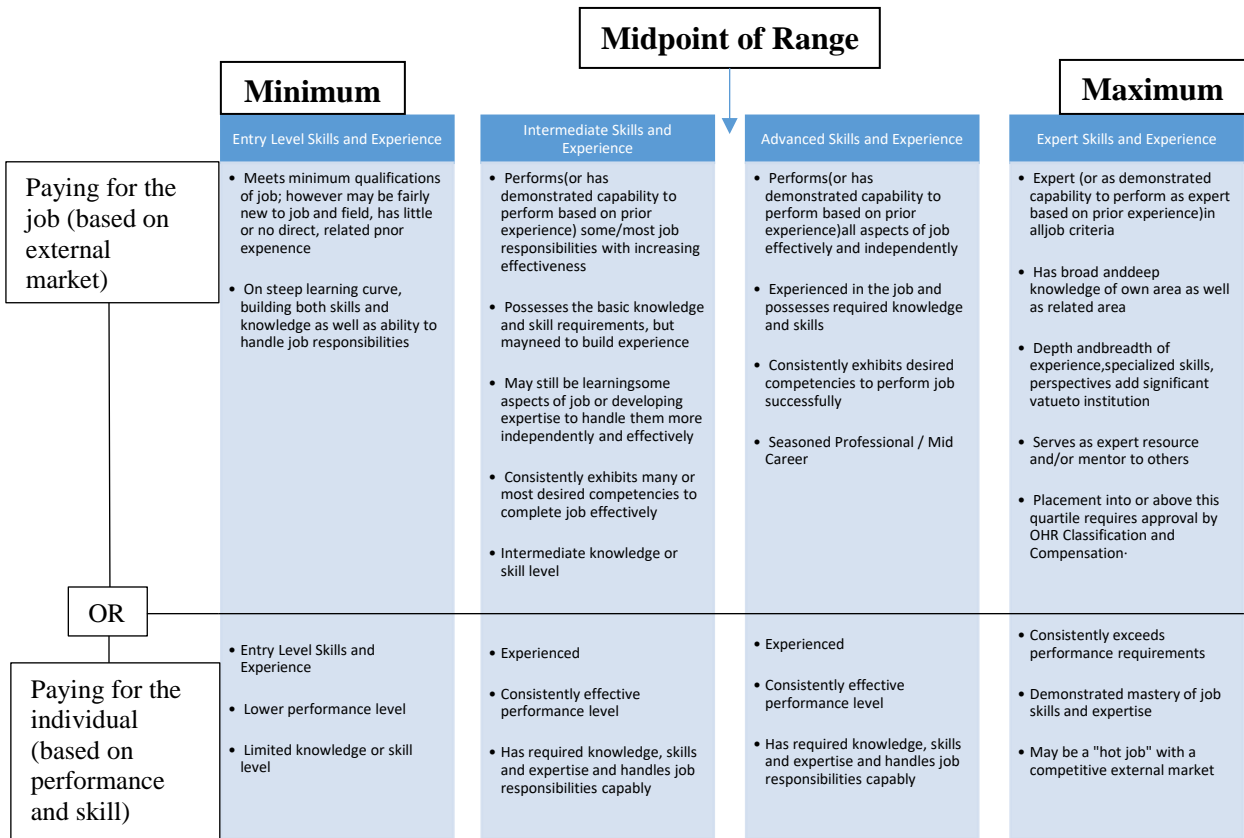 Midpoint of Range
Minimum
Maximum
Entry Level Skills and Experience
Intermediate Skills and
Experience
Advanced Skills and Experience
Expert Skills and Experience
Paying for the
job (based on
external
market)
• Meets minimum qualifications
of job; however may be fairly
new to job and field, has little
or no direct, related pnor
expenence
• On steep learning curve,
building both skills and
knowledge as well as ability to
handle job responsibilities
• Performs(or has
demonstrated capability to
perform based on prior
experience) some/most job
responsibilities with increasing
effectiveness
• Possesses the basic knowledge
and skill requirements, but
mayneed to build experience
• May still be learningsome
aspects of job or developing
expertise to handle them more
independently and effectively
• Consistently exhibits many or
most desired competencies to
complete job effectively
• Intermediate knowledge or
skill level
• Performs(or has
demonstrated capability to
perform based on prior
experience)all aspects of job
effectively and independently
• Experienced in the job and
possesses required knowledge
and skills
• Consistently exhibits desired
competencies to perform job
successfully
• Seasoned Professional / Mid
Career
• Expert (or as demonstrated
capability to perform as expert
based on prior experience)in
alljob criteria
• Has broad anddeep
knowledge of own area as well
as related area
• Depth andbreadth of
experience,specialized skills,
perspectives add significant
vatueto institution
• Serves as expert resource
and/or mentor to others
• Placement into or above this
quartile requires approval by
OHR Classification and
Compensation·
OR
Paying for the
individual
(based on
performance
and skill)
• Entry Level Skills and
Experience
• Lower performance level
• Limited knowledge or skill
level
• Experienced
• Consistently effective
performance level
• Has required knowledge, skills
and expertise and handles job
responsibilities capably
• Experienced
• Consistently effective
performance level
• Has required knowledge, skills
and expertise and handles job
responsibilities capably
• Consistently exceeds
performance requirements
• Demonstrated mastery of job
skills and expertise
• May be a "hot job" with a
competitive external market